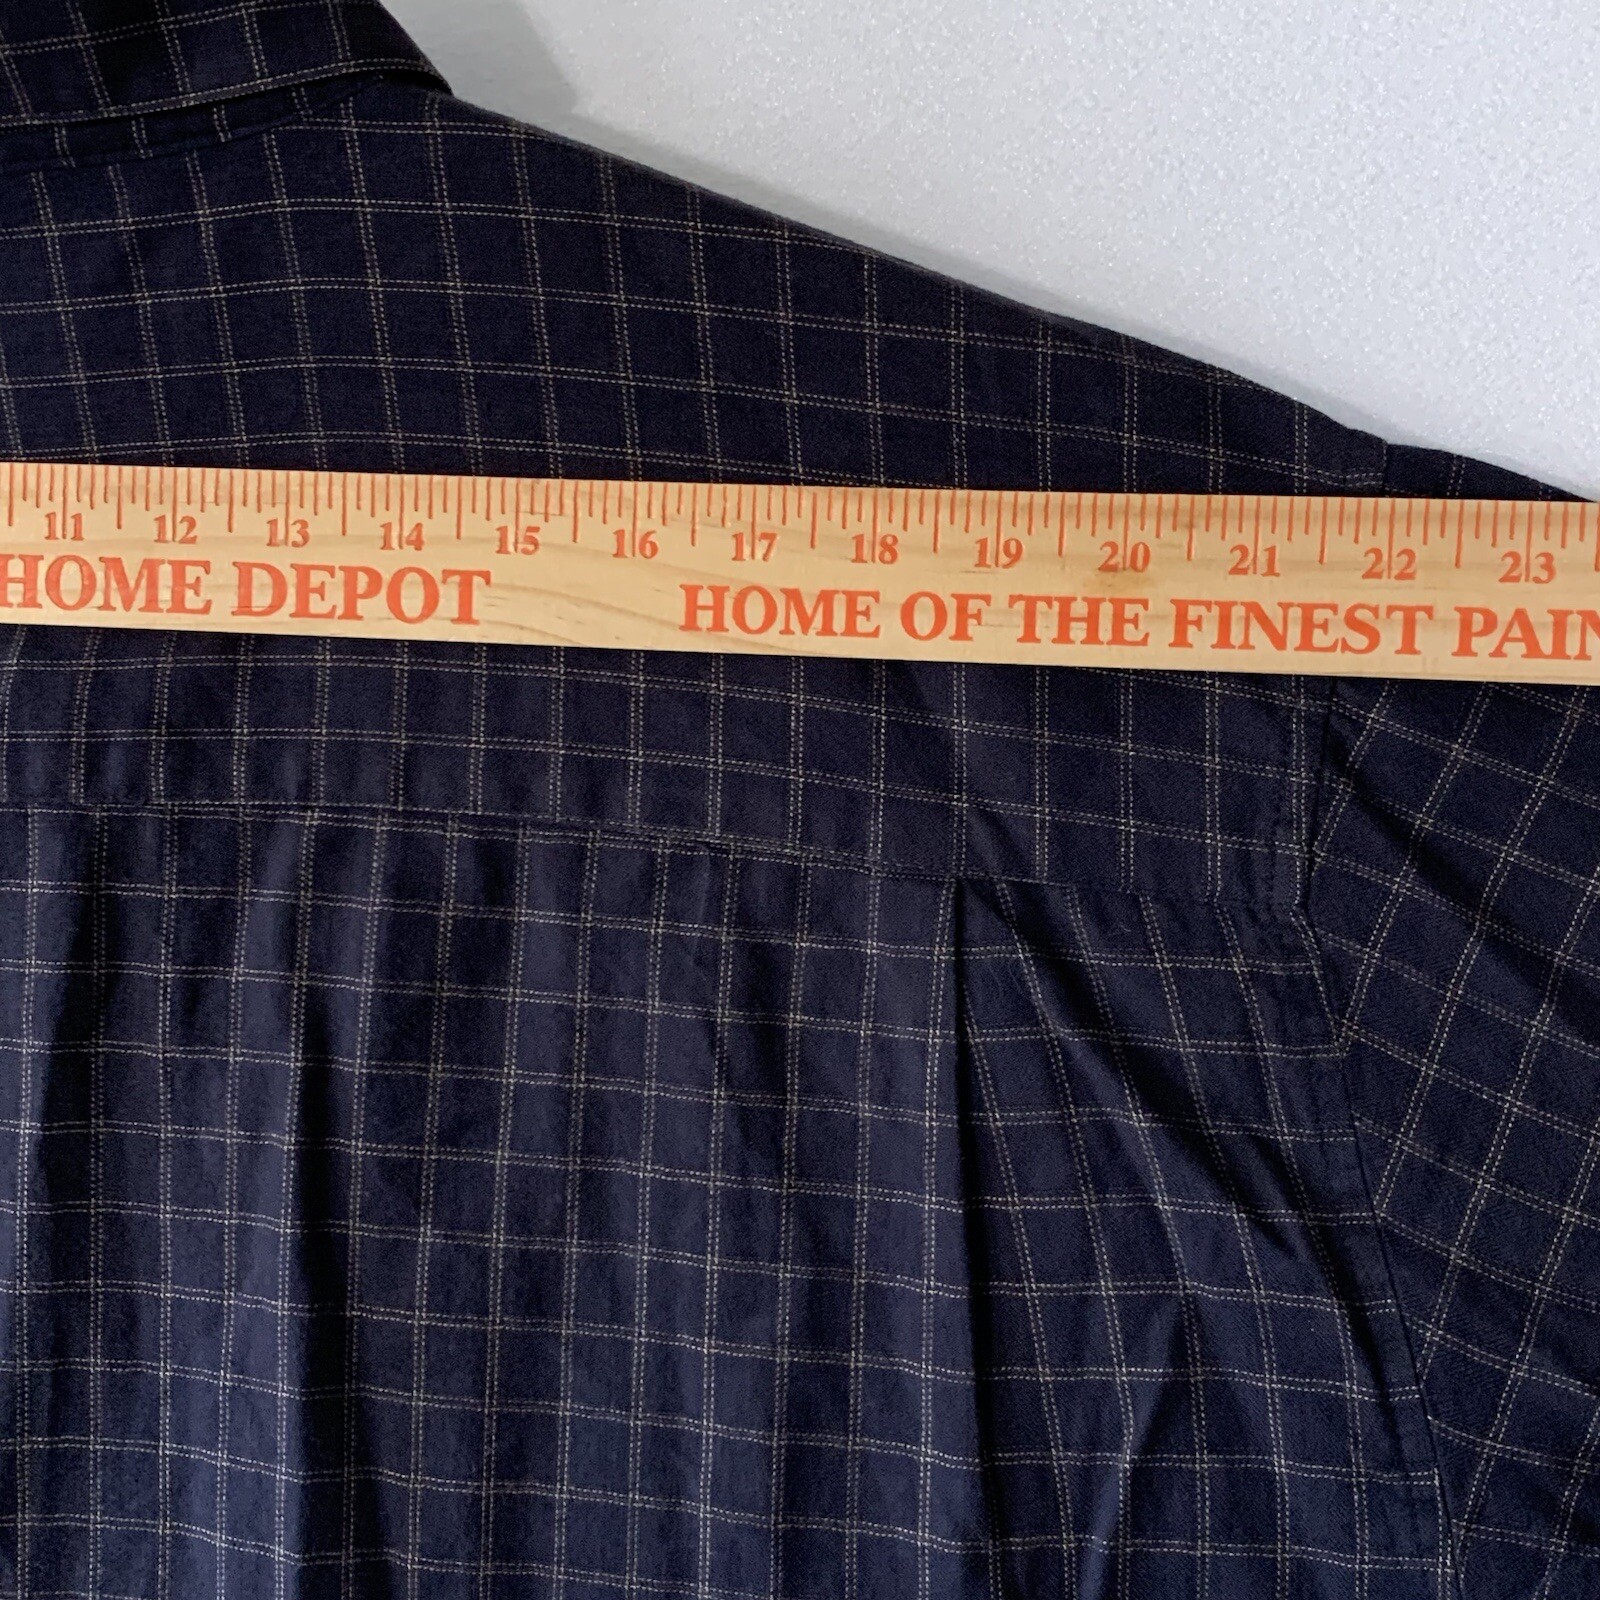 11 12 13 14 15 16 17 18 19 20 21 22 23
HOME DEPOT HOME OF THE FINEST PAIN